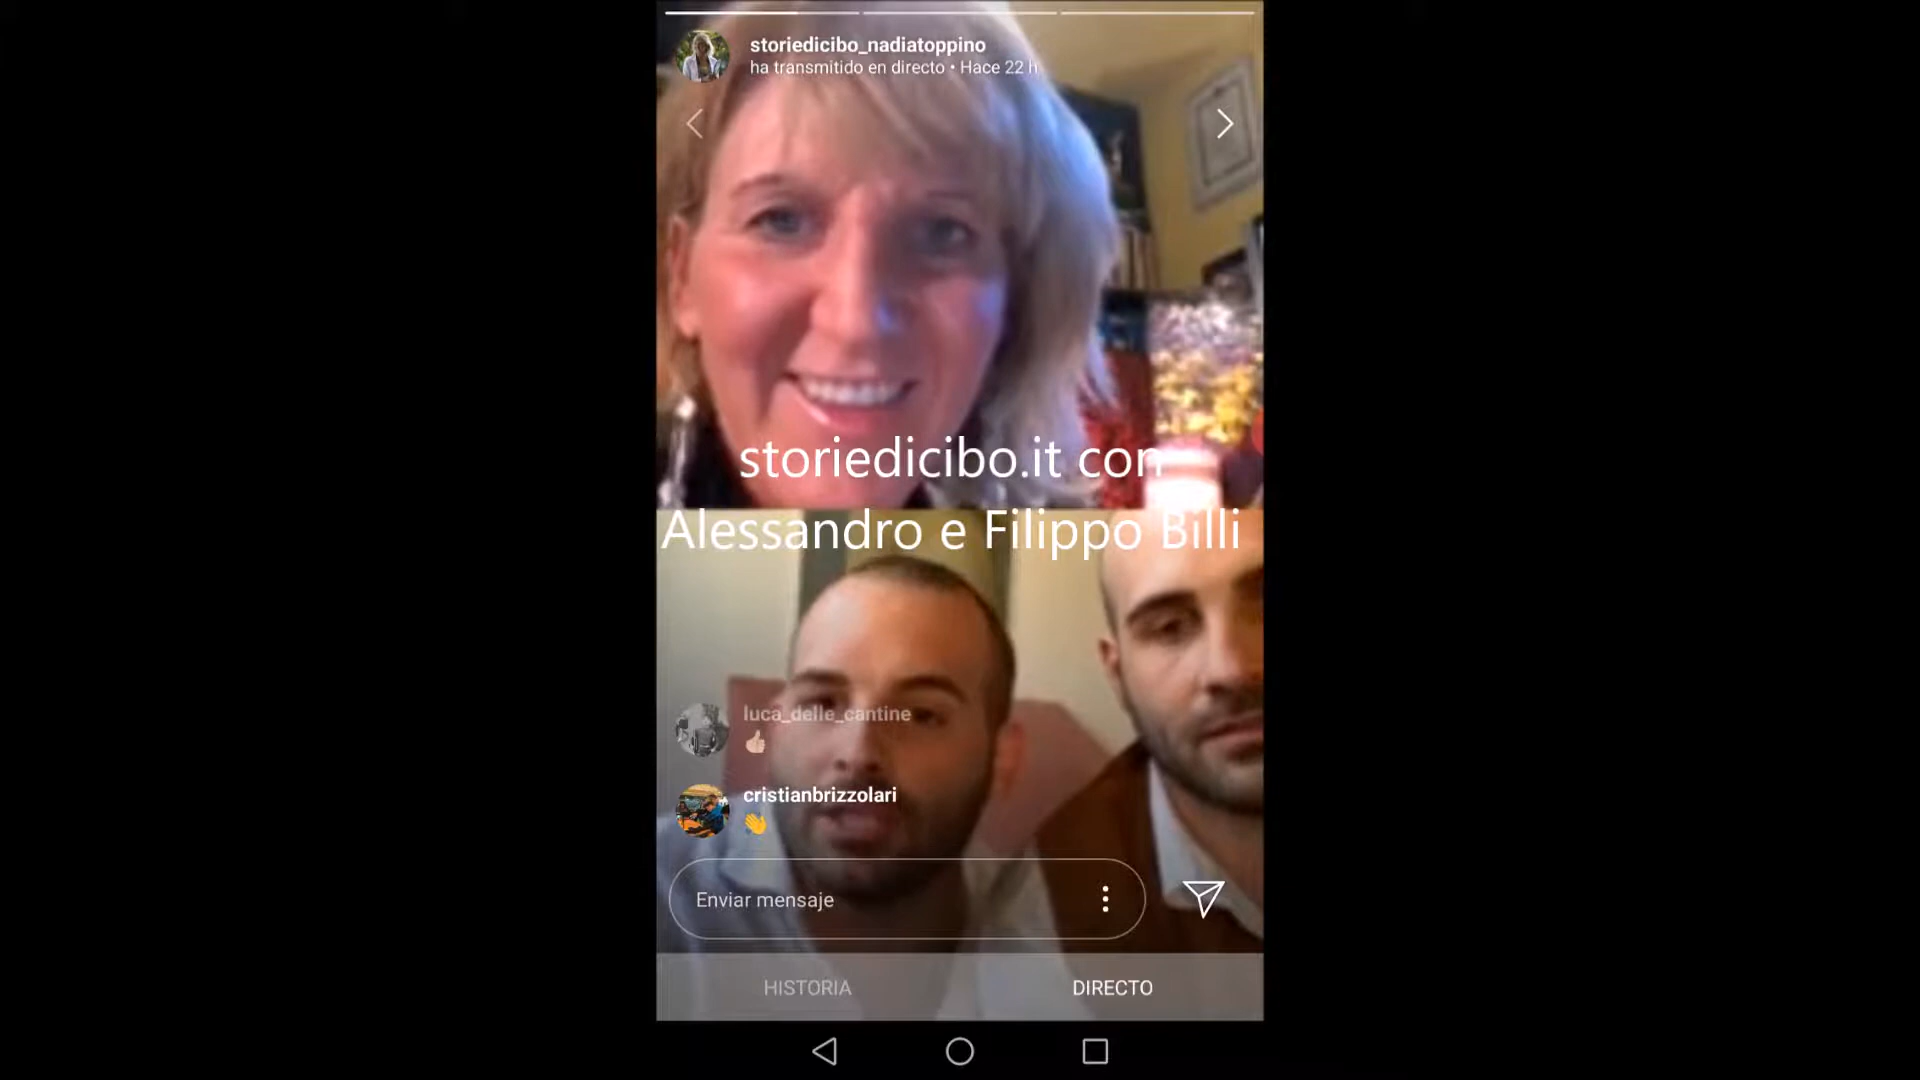 storiedicibo_nadiatoppino
ha transmitido en directo • Hace 22 h
storiedicibo.it con
Alessandro e Filippo Billi
luca_delle_cantine
👍
cristianbrizzolari
👏
Enviar mensaje
HISTORIA
DIRECTO